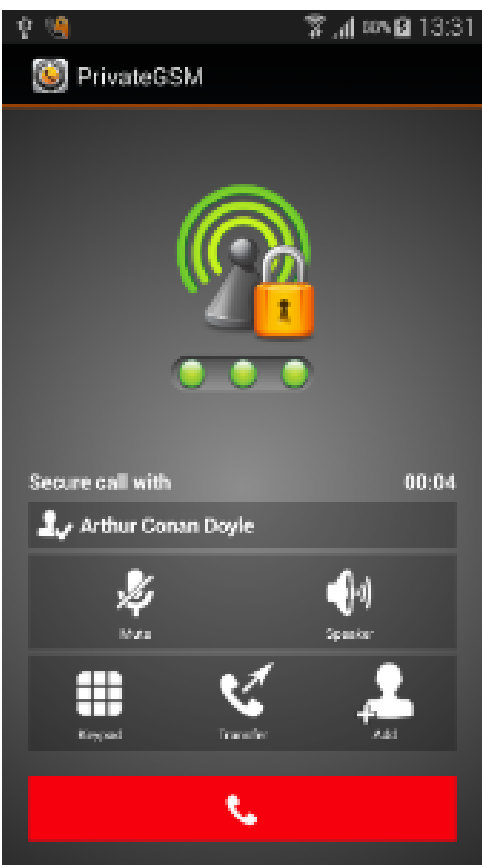 13:31
PrivateGSM
Secure call with 00:04
Arthur Conan Doyle
Mute Speaker
Keypad Transfer Add